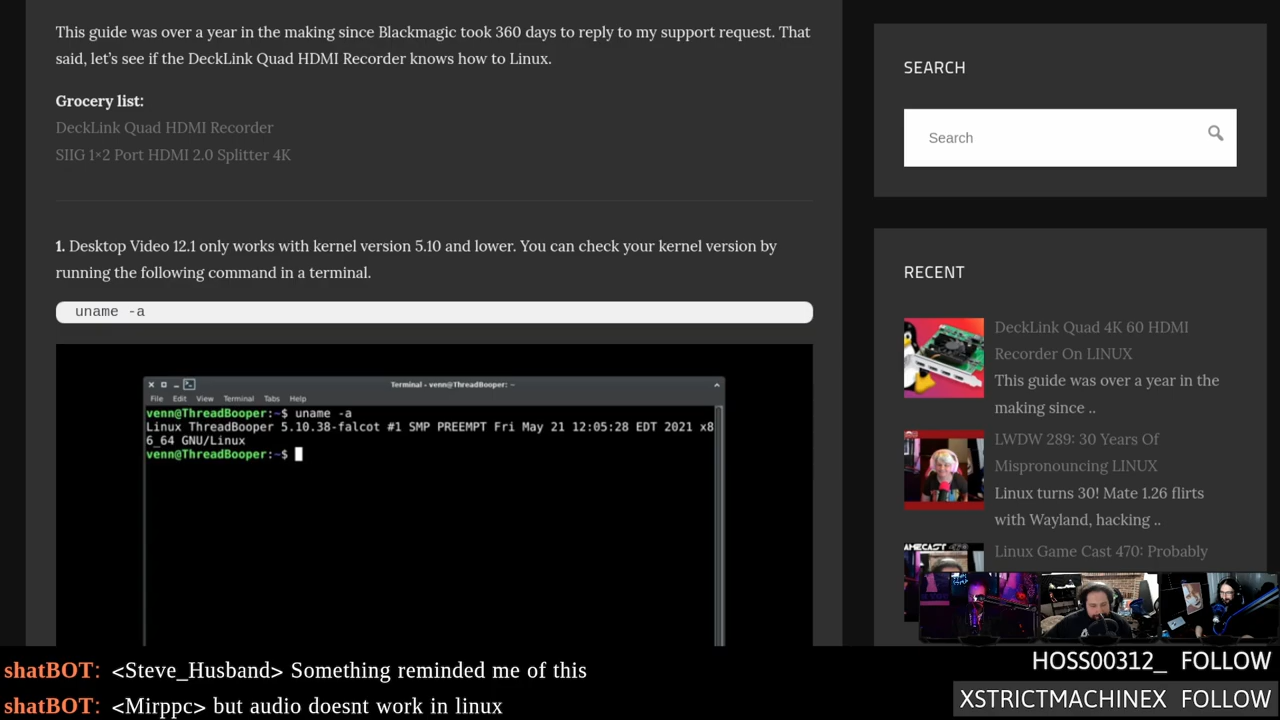 This guide was over a year in the making since Blackmagic took 360 days to reply to my support request. That
said, let’s see if the DeckLink Quad HDMI Recorder knows how to Linux.
Grocery list:
DeckLink Quad HDMI Recorder
SIIG 1×2 Port HDMI 2.0 Splitter 4K
1. Desktop Video 12.1 only works with kernel version 5.10 and lower. You can check your kernel version by
running the following command in a terminal.
uname -a
Terminal - venn@ThreadBooper: ~
File Edit View Terminal Tabs Help
venn@ThreadBooper:~$ uname -a
Linux ThreadBooper 5.10.38-falcot #1 SMP PREEMPT Fri May 21 12:05:28 EDT 2021 x8
6_64 GNU/Linux
venn@ThreadBooper:~$
SEARCH
Search
RECENT
DeckLink Quad 4K 60 HDMI
Recorder On LINUX
This guide was over a year in the
making since ..
LWDW 289: 30 Years Of
Mispronouncing LINUX
Linux turns 30! Mate 1.26 flirts
with Wayland, hacking ..
Linux Game Cast 470: Probably
shatBOT: <Steve_Husband> Something reminded me of this
shatBOT: <Mirppc> but audio doesnt work in linux
HOSS00312_ FOLLOW
XSTRICTMACHINEX FOLLOW